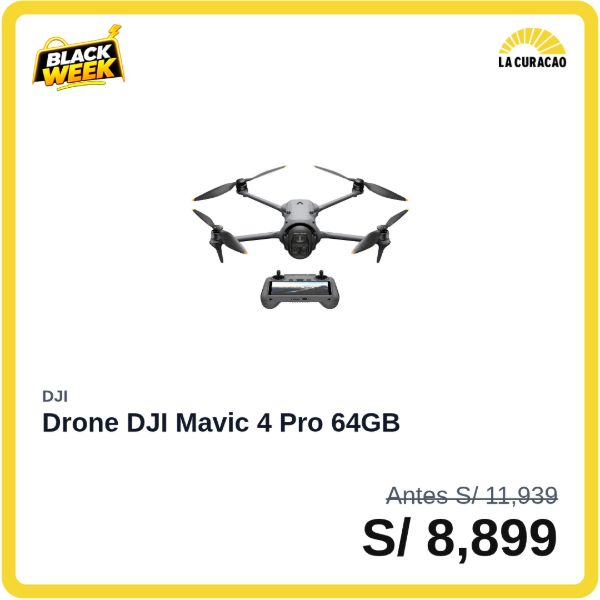 BLACK
WEEK
LA CURACAO
DJI
Drone DJI Mavic 4 Pro 64GB
Antes S/ 11,939
S/ 8,899